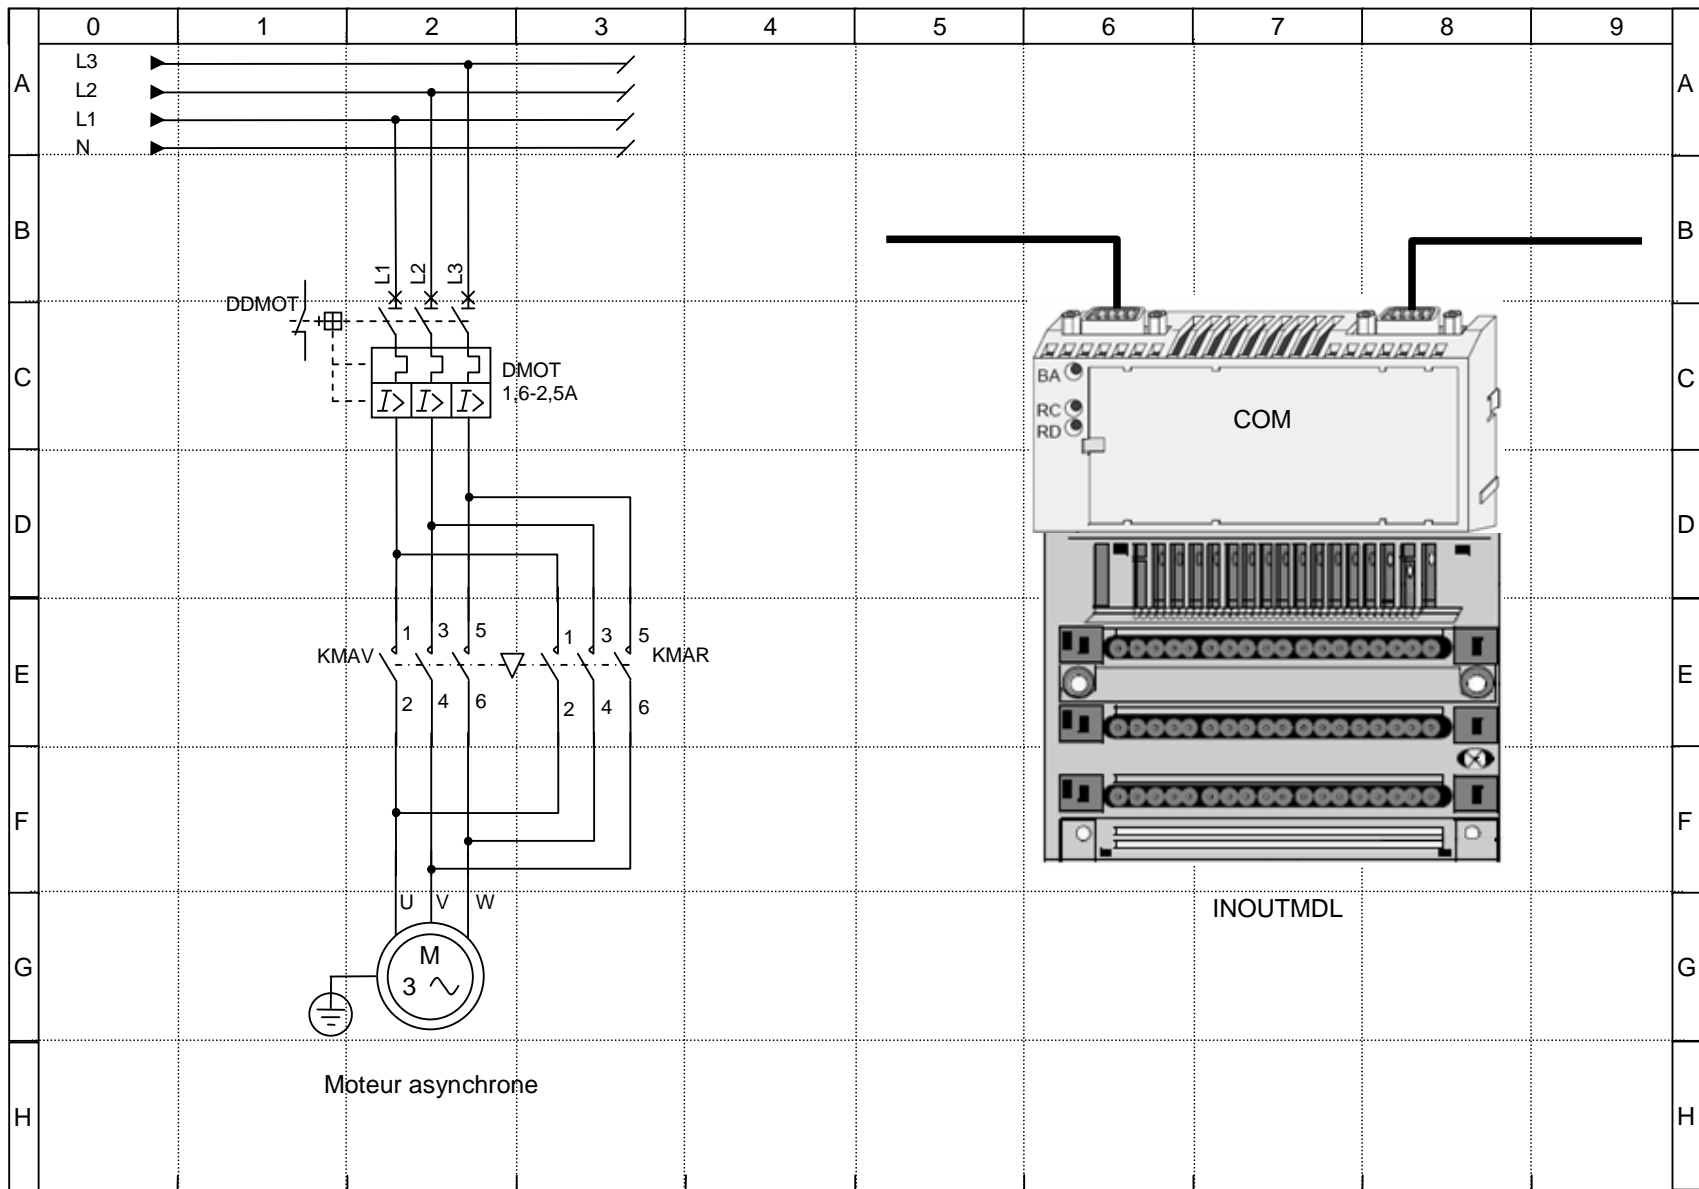 0 1 2 3 4 5 6 7 8 9
A L3 A
L2
L1
N
B B
L1 L2 L3
DDMOT
C DMOT C
1,6-2,5A
I> I> I>
BA
RC COM
RD
D D
1 3 5 1 3 5
KMAV KMAR
E E
2 4 6 2 4 6
F F
U V W INOUTMDL
M
G 3 G
Moteur asynchrone
H H